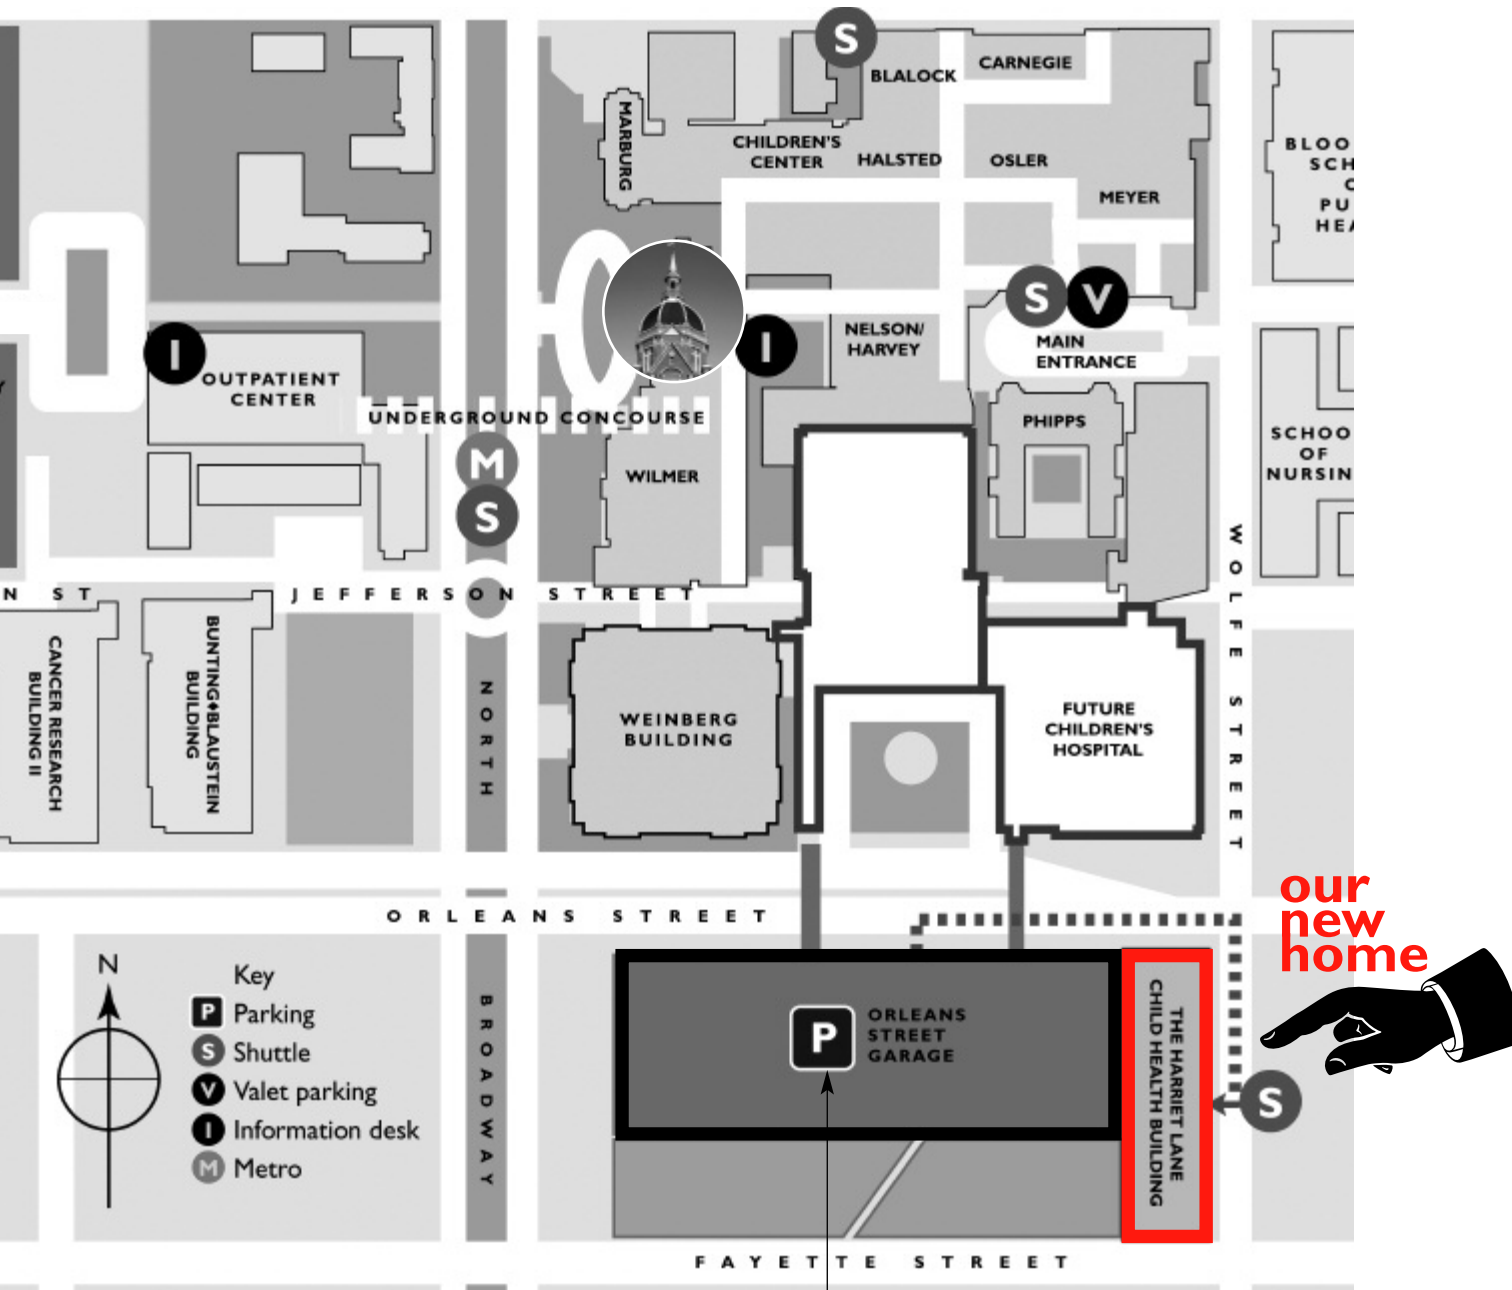 S
BLALOCK
CARNEGIE
MARBURG
CHILDREN'S
CENTER
HALSTED
OSLER
MEYER
BLOO
SCH
O
PU
HEA
I
OUTPATIENT
CENTER
I
NELSON/
HARVEY
S
V
MAIN
ENTRANCE
UNDERGROUND CONCOURSE
M
S
WILMER
PHIPPS
SCHOO
OF
NURSIN
WOLFE STREET
N ST
JEFFERSON STREET
CANCER RESEARCH
BUILDING II
BUNTING♦BLAUSTEIN
BUILDING
NORTH BROADWAY
WEINBERG
BUILDING
FUTURE
CHILDREN'S
HOSPITAL
ORLEANS STREET
our
new
home
N
Key
P Parking
S Shuttle
V Valet parking
I Information desk
M Metro
P
ORLEANS
STREET
GARAGE
THE HARRIET LANE
CHILD HEALTH BUILDING
S
FAYETTE STREET